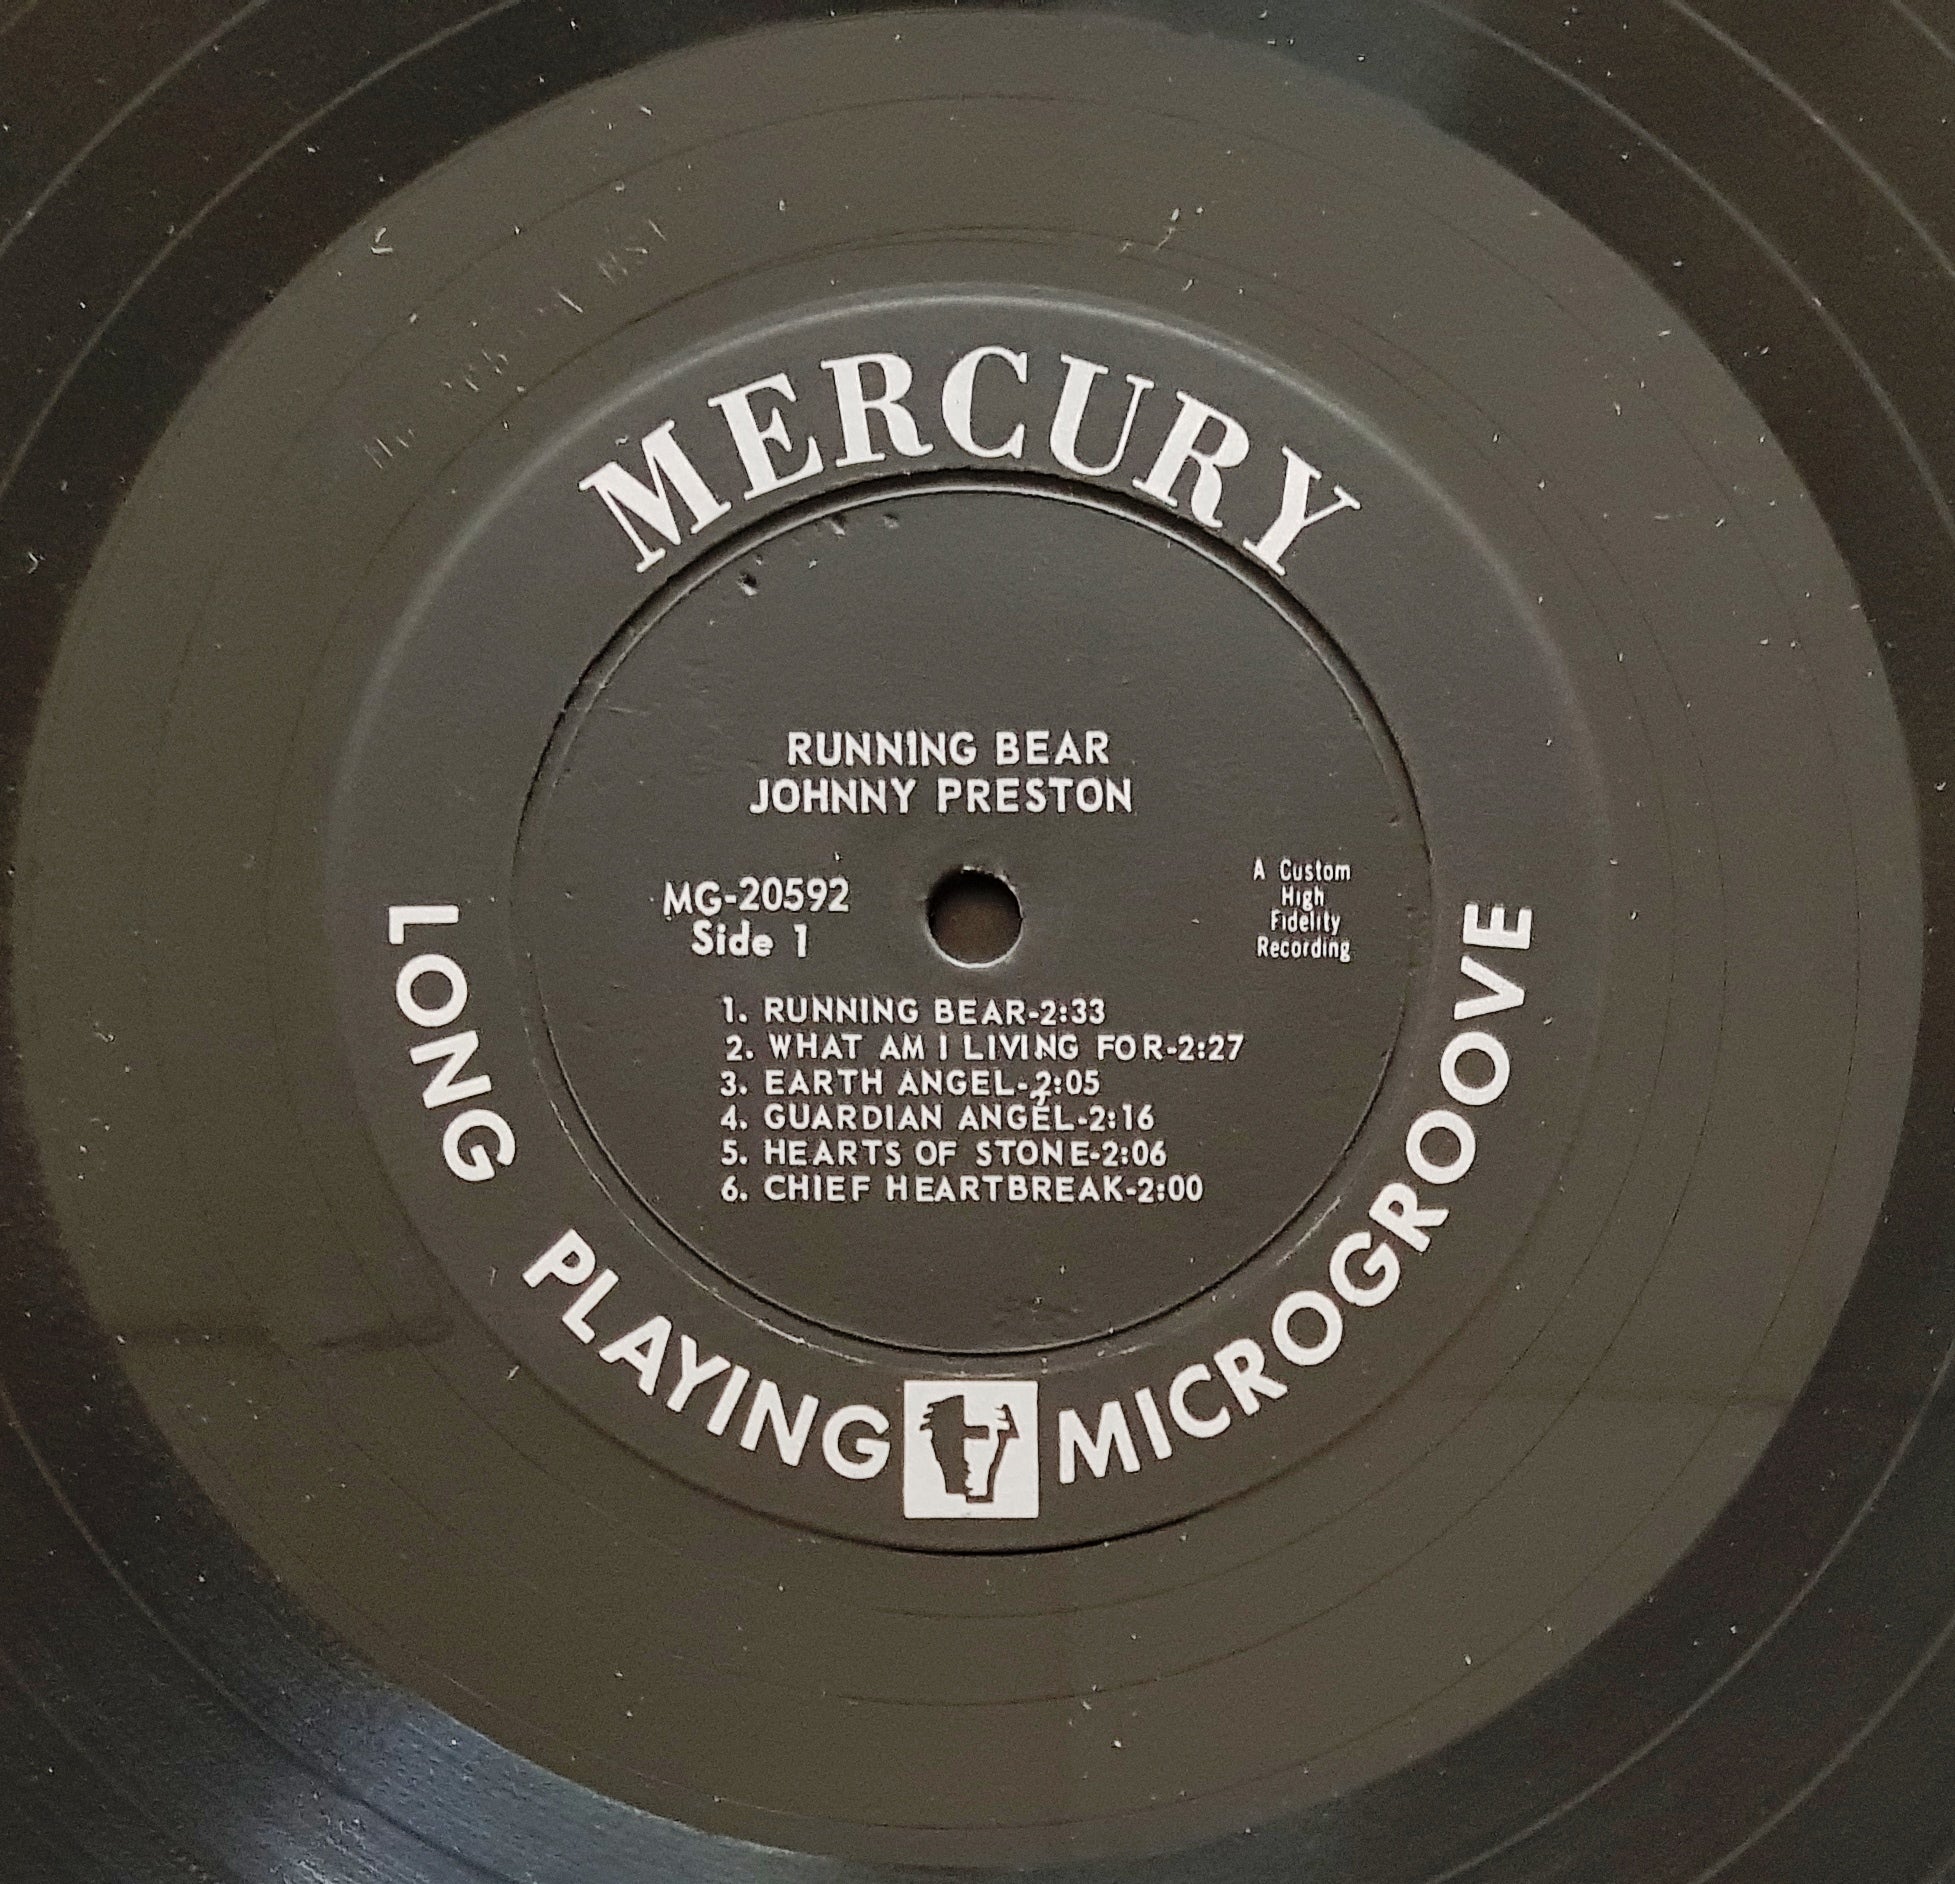 MERCURY
RUNNING BEAR
JOHNNY PRESTON
MG-20592
Side 1
A Custom
High
Fidelity
Recording
1. RUNNING BEAR-2:33
2. WHAT AM I LIVING FOR-2:27
3. EARTH ANGEL-2:05
4. GUARDIAN ANGEL-2:16
5. HEARTS OF STONE-2:06
6. CHIEF HEARTBREAK-2:00
LONG PLAYING MICROGROOVE